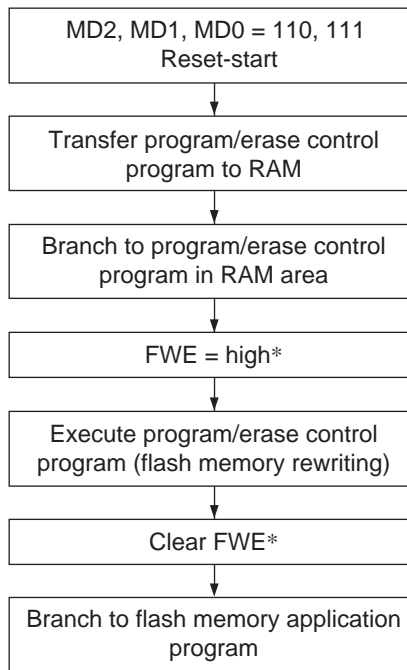 MD2, MD1, MD0 = 110, 111
Reset-start
Transfer program/erase control
program to RAM
Branch to program/erase control
program in RAM area
FWE = high*
Execute program/erase control
program (flash memory rewriting)
Clear FWE*
Branch to flash memory application
program